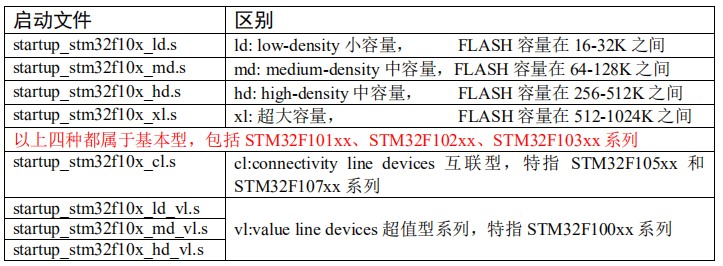 启动文件 区别
startup_stm32f10x_ld.s ld: low-density 小容量， FLASH 容量在 16-32K 之间
startup_stm32f10x_md.s md: medium-density 中容量，FLASH 容量在 64-128K 之间
startup_stm32f10x_hd.s hd: high-density 中容量， FLASH 容量在 256-512K 之间
startup_stm32f10x_xl.s xl: 超大容量， FLASH 容量在 512-1024K 之间
以上四种都属于基本型，包括 STM32F101xx、STM32F102xx、STM32F103xx 系列
startup_stm32f10x_cl.s cl:connectivity line devices 互联型，特指 STM32F105xx 和
STM32F107xx 系列
startup_stm32f10x_ld_vl.s
startup_stm32f10x_md_vl.s vl:value line devices 超值型系列，特指 STM32F100xx 系列
startup_stm32f10x_hd_vl.s